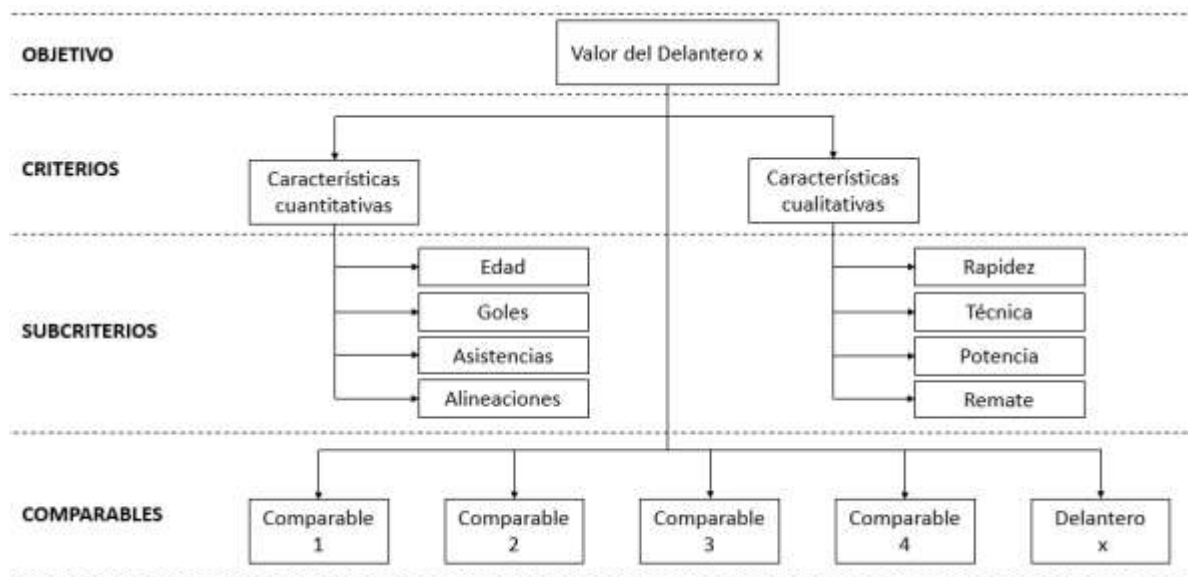 OBJETIVO
Valor del Delantero x
CRITERIOS
Características
cuantitativas
Características
cualitativas
SUBCRITERIOS
Edad
Goles
Asistencias
Alineaciones
Rapidez
Técnica
Potencia
Remate
COMPARABLES
Comparable
1
Comparable
2
Comparable
3
Comparable
4
Delantero
x